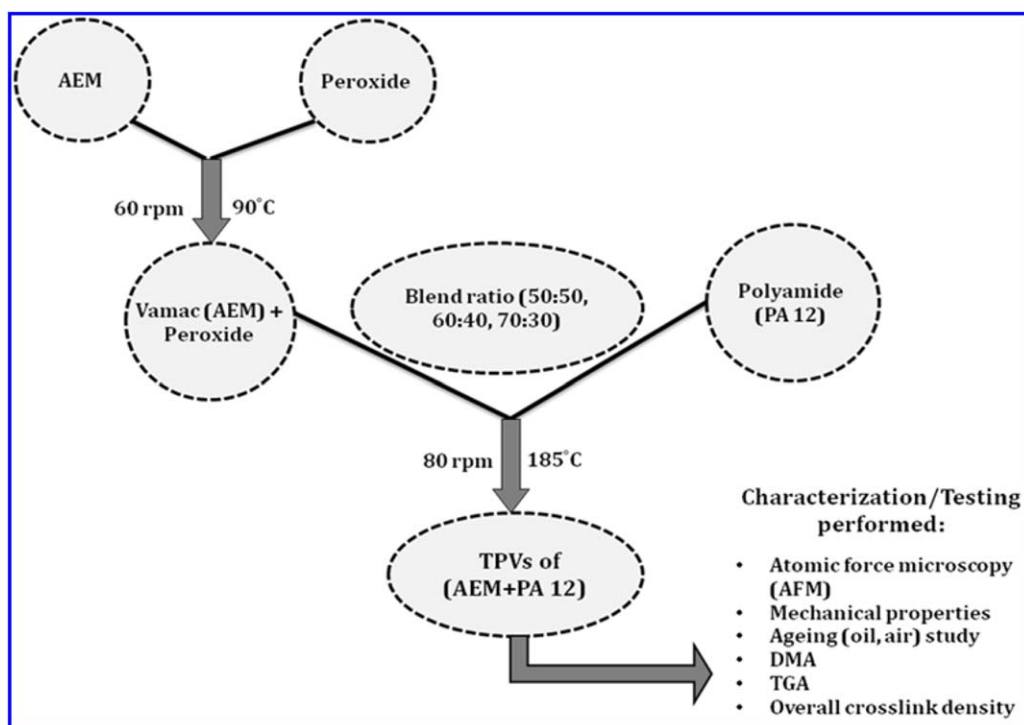 AEM
Peroxide
60 rpm
90°C
Vamac (AEM) +
Peroxide
Blend ratio (50:50,
60:40, 70:30)
Polyamide
(PA 12)
80 rpm
185°C
TPVs of
(AEM+PA 12)
Characterization/Testing
performed:
• Atomic force microscopy
(AFM)
• Mechanical properties
• Ageing (oil, air) study
• DMA
• TGA
• Overall crosslink density